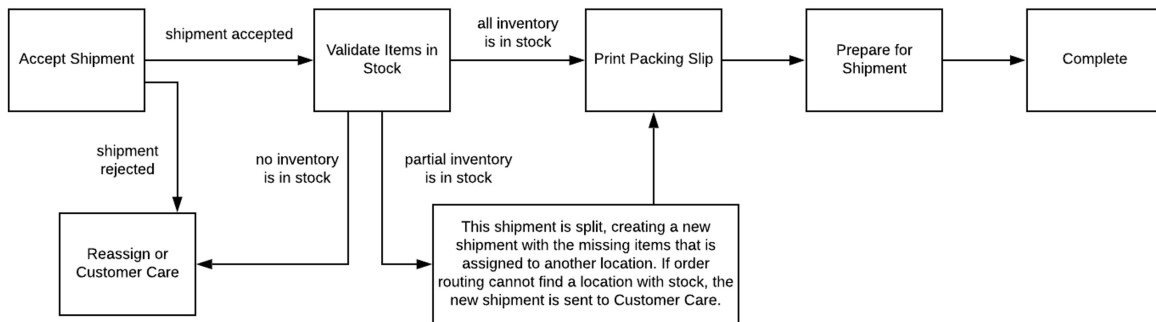 Accept Shipment
shipment accepted
Validate Items in
Stock
all inventory
is in stock
Print Packing Slip
Prepare for
Shipment
Complete
shipment
rejected
no inventory
is in stock
partial inventory
is in stock
Reassign or
Customer Care
This shipment is split, creating a new
shipment with the missing items that is
assigned to another location. If order
routing cannot find a location with stock, the
new shipment is sent to Customer Care.